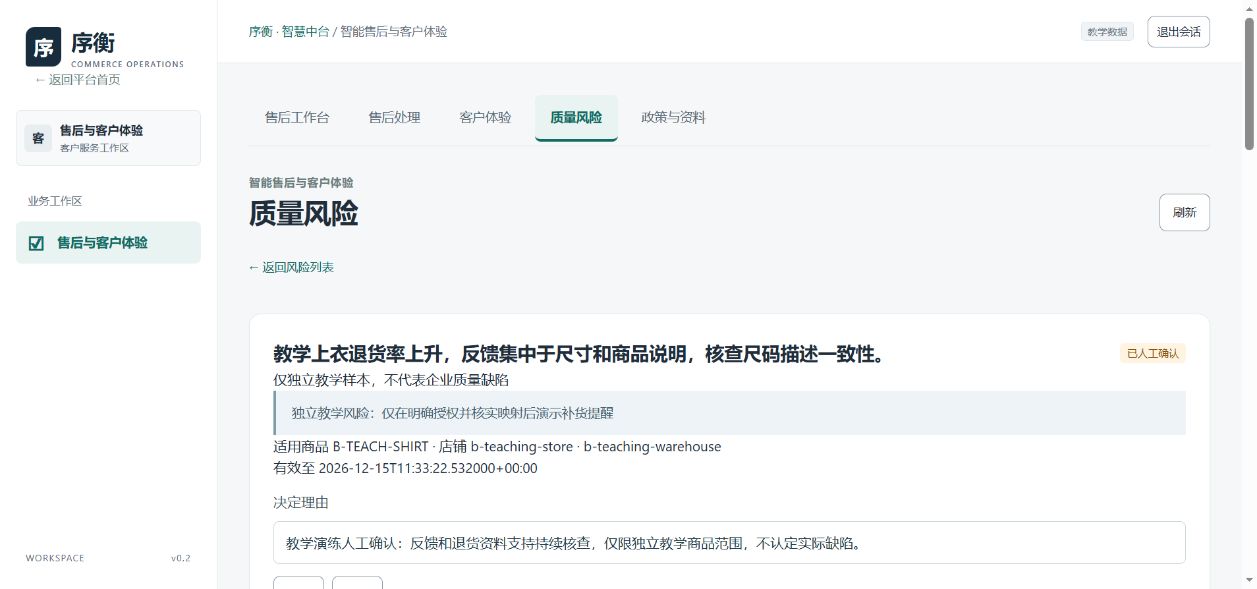 序 序衡
COMMERCE OPERATIONS
← 返回平台首页
客 售后与客户体验
客户服务工作区
业务工作区
售后与客户体验
WORKSPACE v0.2
序衡 · 智慧中台 / 智能售后与客户体验
教学数据 退出会话
售后工作台 售后处理 客户体验 质量风险 政策与资料
智能售后与客户体验
质量风险
刷新
← 返回风险列表
教学上衣退货率上升，反馈集中于尺寸和商品说明，核查尺码描述一致性。
已人工确认
仅独立教学样本，不代表企业质量缺陷
独立教学风险：仅在明确授权并核实映射后演示补货提醒
适用商品 B-TEACH-SHIRT · 店铺 b-teaching-store · b-teaching-warehouse
有效至 2026-12-15T11:33:22.532000+00:00
决定理由
教学演练人工确认：反馈和退货资料支持持续核查，仅限独立教学商品范围，不认定实际缺陷。